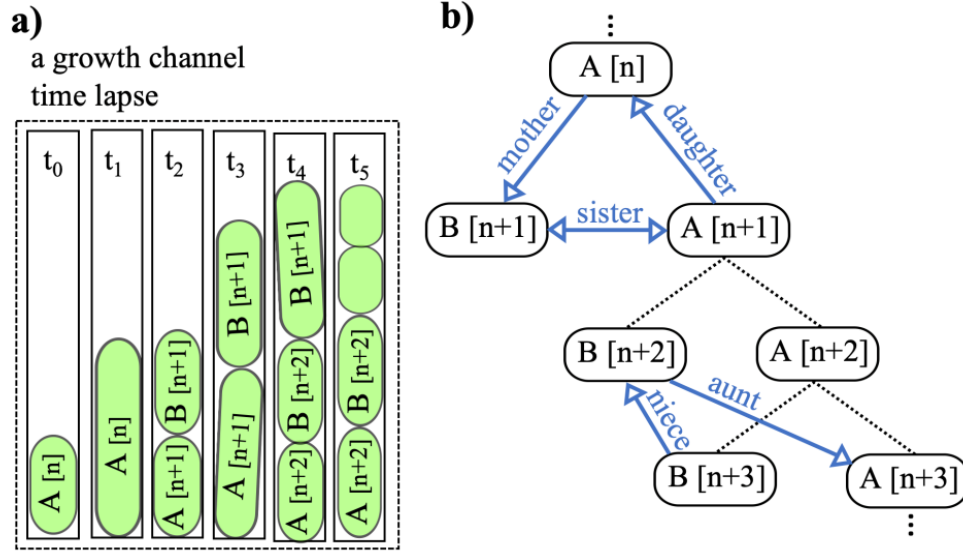 a)
a growth channel
time lapse
t0
t1
t2
t3
t4
t5
A [n]
A [n]
B [n+1]
A [n+1]
B [n+1]
A [n+1]
B [n+1]
B [n+2]
A [n+2]
B [n+2]
A [n+2]
b)
A [n]
mother
daughter
B [n+1]
sister
A [n+1]
B [n+2]
A [n+2]
aunt
niece
B [n+3]
A [n+3]